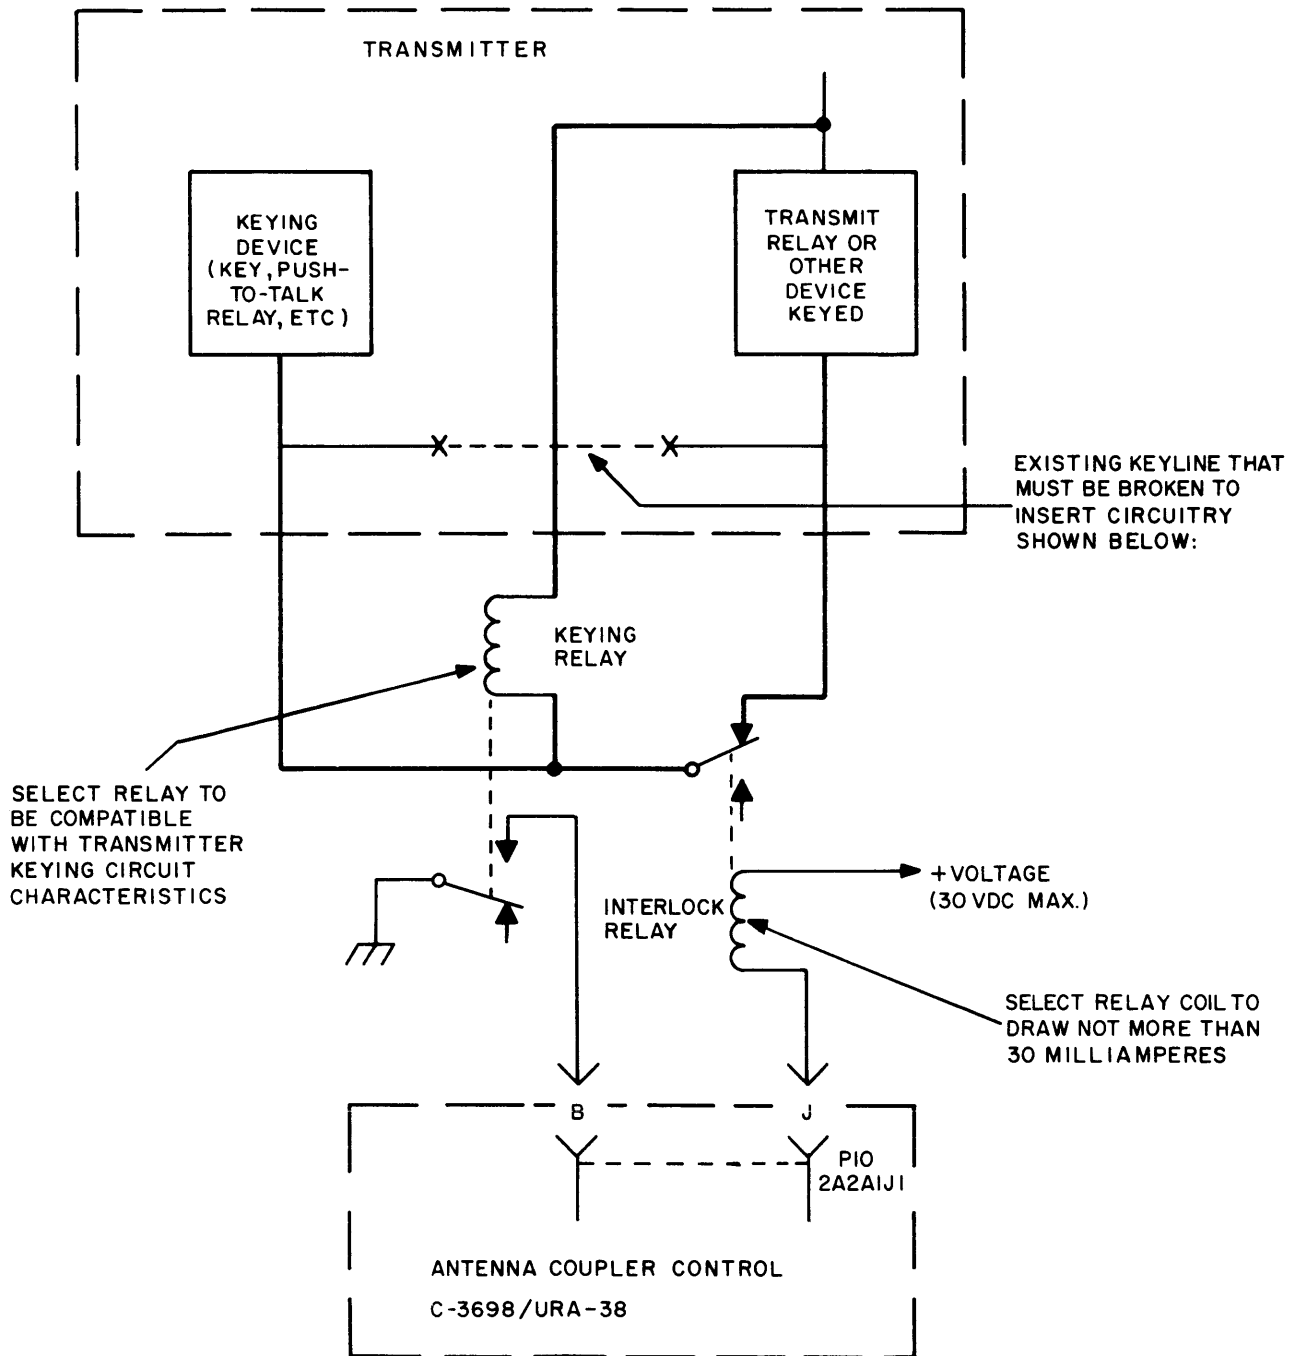 TRANSMITTER
KEYING
DEVICE
(KEY, PUSH-
TO-TALK
RELAY, ETC)
TRANSMIT
RELAY OR
OTHER
DEVICE
KEYED
EXISTING KEYLINE THAT
MUST BE BROKEN TO
INSERT CIRCUITRY
SHOWN BELOW:
KEYING
RELAY
SELECT RELAY TO
BE COMPATIBLE
WITH TRANSMITTER
KEYING CIRCUIT
CHARACTERISTICS
INTERLOCK
RELAY
+VOLTAGE
(30 VDC MAX.)
SELECT RELAY COIL TO
DRAW NOT MORE THAN
30 MILLIAMPERES
B
J
P10
2A2A1J1
ANTENNA COUPLER CONTROL
C-3698/URA-38